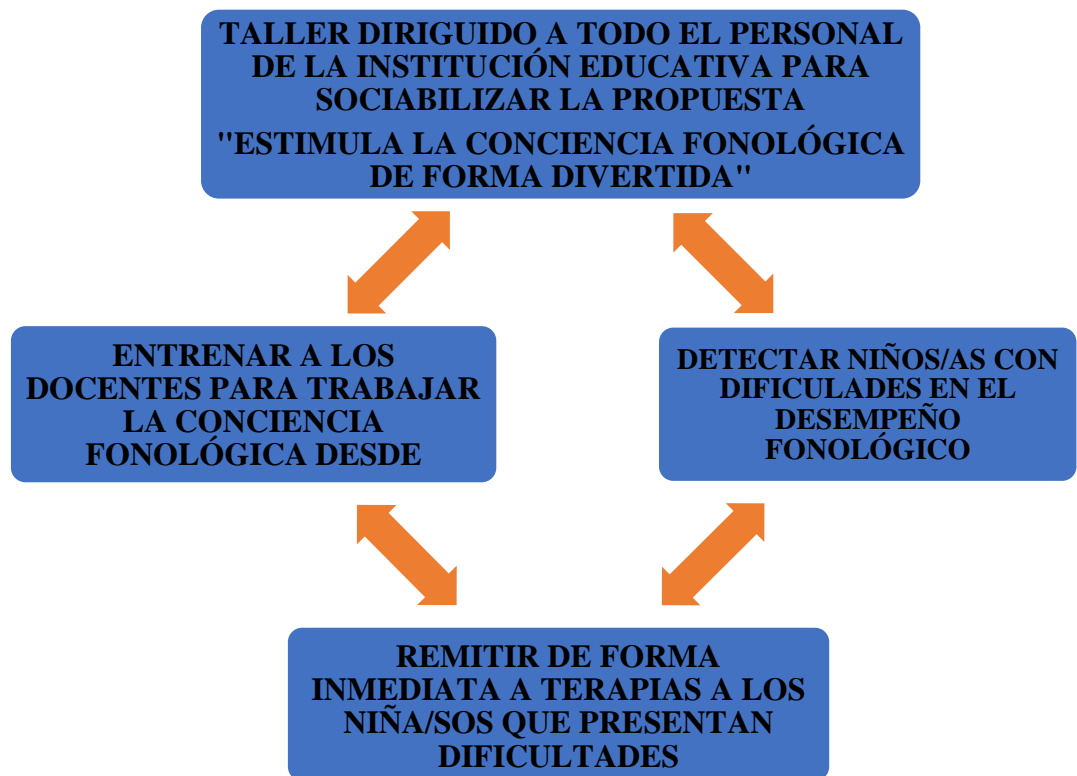 TALLER DIRIGUIDO A TODO EL PERSONAL
DE LA INSTITUCIÓN EDUCATIVA PARA
SOCIABILIZAR LA PROPUESTA
"ESTIMULA LA CONCIENCIA FONOLÓGICA
DE FORMA DIVERTIDA"
ENTRENAR A LOS
DOCENTES PARA TRABAJAR
LA CONCIENCIA
FONOLÓGICA DESDE
DETECTAR NIÑOS/AS CON
DIFICULADES EN EL
DESEMPEÑO
FONOLÓGICO
REMITIR DE FORMA
INMEDIATA A TERAPIAS A LOS
NIÑA/SOS QUE PRESENTAN
DIFICULTADES